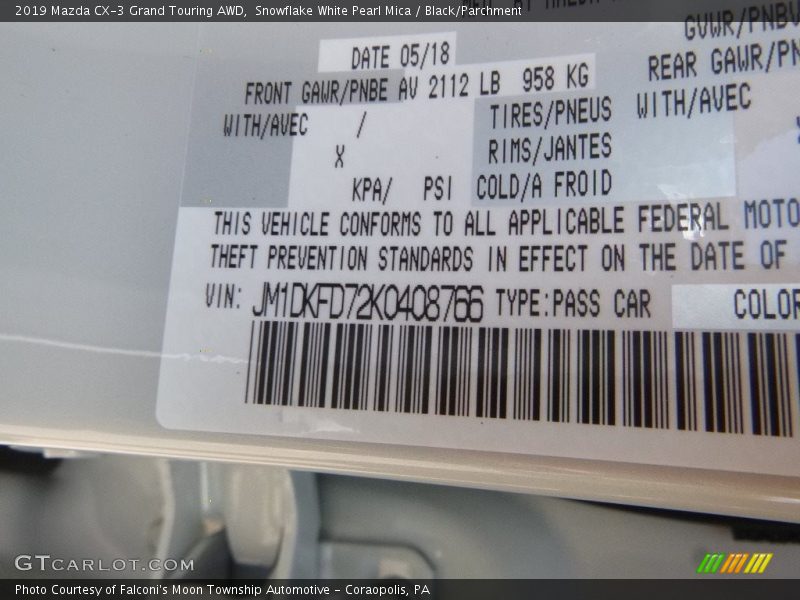 2019 Mazda CX-3 Grand Touring AWD, Snowflake White Pearl Mica / Black/Parchment
DATE 05/18
GVWR/PNBV
FRONT GAWR/PNBE AV 2112 LB 958 KG
REAR GAWR/PN
WITH/AVEC /
TIRES/PNEUS WITH/AVEC
X
RIMS/JANTES
KPA/ PSI COLD/A FROID
THIS VEHICLE CONFORMS TO ALL APPLICABLE FEDERAL MOTO
THEFT PREVENTION STANDARDS IN EFFECT ON THE DATE OF
VIN: JM1DKFD72K0408766 TYPE:PASS CAR COLOR
GTCARLOT.COM
Photo Courtesy of Falconi's Moon Township Automotive - Coraopolis, PA